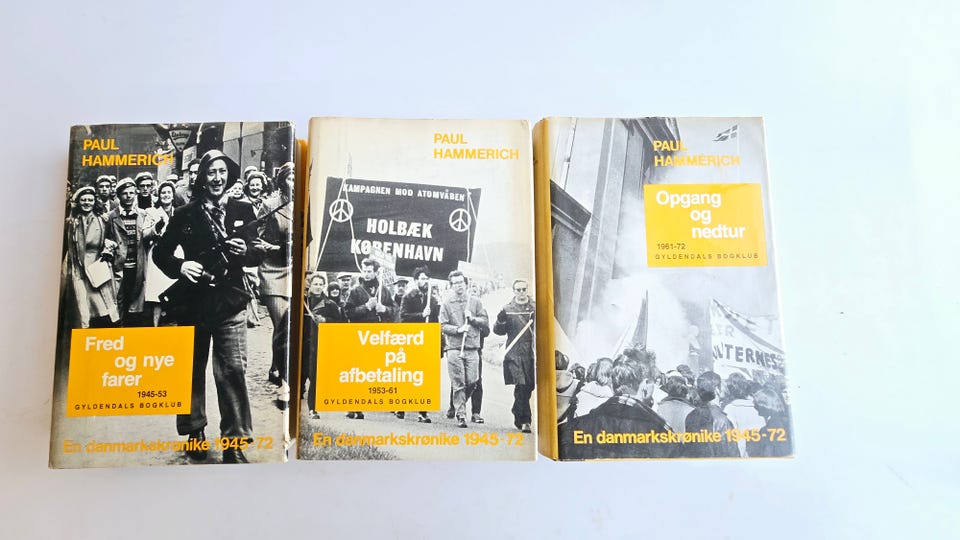 PAUL
HAMMERICH
Fred
og nye
farer
1945-53
GYLDENDALS BOGKLUB
En danmarkskrønike 1945-72
PAUL
HAMMERICH
KAMPAGNEN MOD ATOMVÅBEN
HOLBÆK
KØBENHAVN
Velfærd
på
afbetaling
1953-61
GYLDENDALS BOGKLUB
En danmarkskrønike 1945-72
PAUL
HAMMERICH
Opgang
og
nedtur
1961-72
GYLDENDALS BOGKLUB
En danmarkskrønike 1945-72